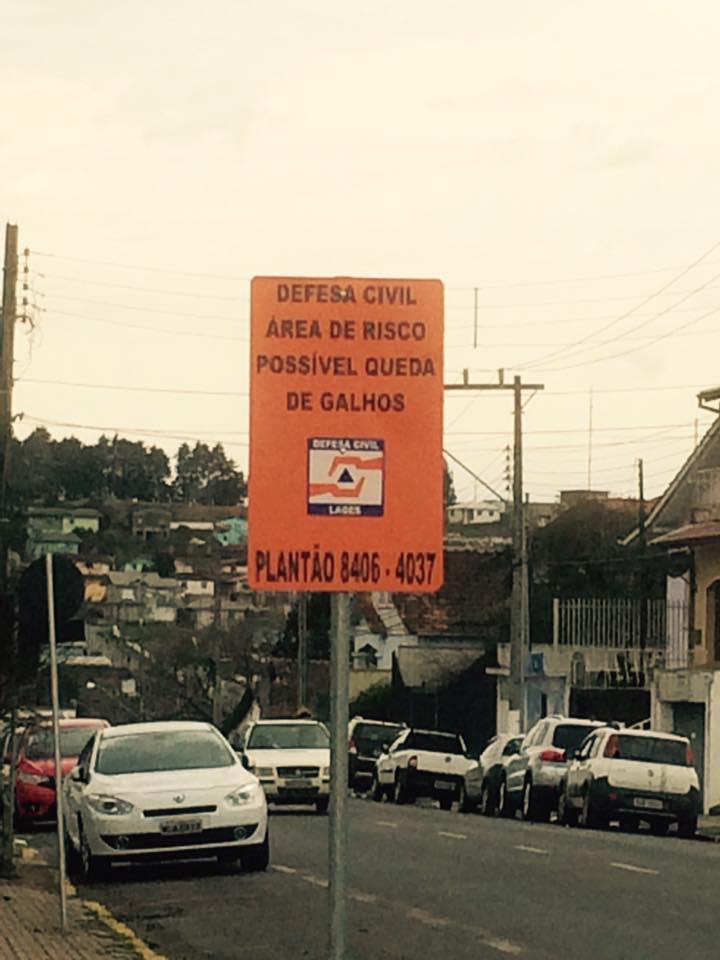 DEFESA CIVIL
ÁREA DE RISCO
POSSÍVEL QUEDA
DE GALHOS
DEFESA CIVIL
LAGES
PLANTÃO 8406 - 4037